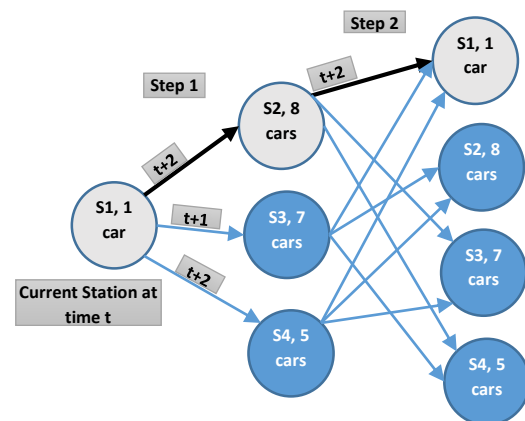 Step 2
S1, 1
car
t+2
Step 1
S2, 8
cars
t+2
S2, 8
cars
S1, 1
car
t+1
S3, 7
cars
S3, 7
cars
t+2
Current Station at
time t
S4, 5
cars
S4, 5
cars